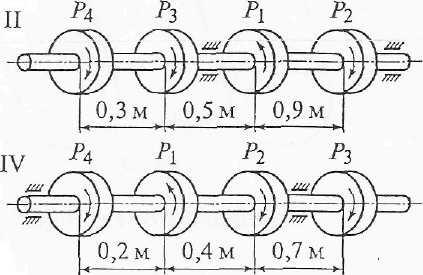 II P₄ P₃ P₁ P₂
0,3 м 0,5 м 0,9 м
IV P₄ P₁ P₂ P₃
0,2 м 0,4 м 0,7 м